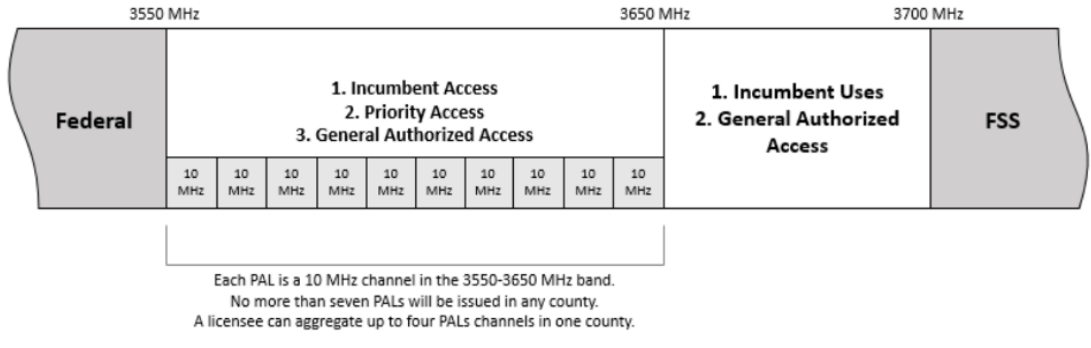 3550 MHz
3650 MHz
3700 MHz
Federal
1. Incumbent Access
2. Priority Access
3. General Authorized Access
1. Incumbent Uses
2. General Authorized
Access
FSS
10
MHz
10
MHz
10
MHz
10
MHz
10
MHz
10
MHz
10
MHz
10
MHz
10
MHz
10
MHz
Each PAL is a 10 MHz channel in the 3550-3650 MHz band.
No more than seven PALs will be issued in any county.
A licensee can aggregate up to four PALs channels in one county.